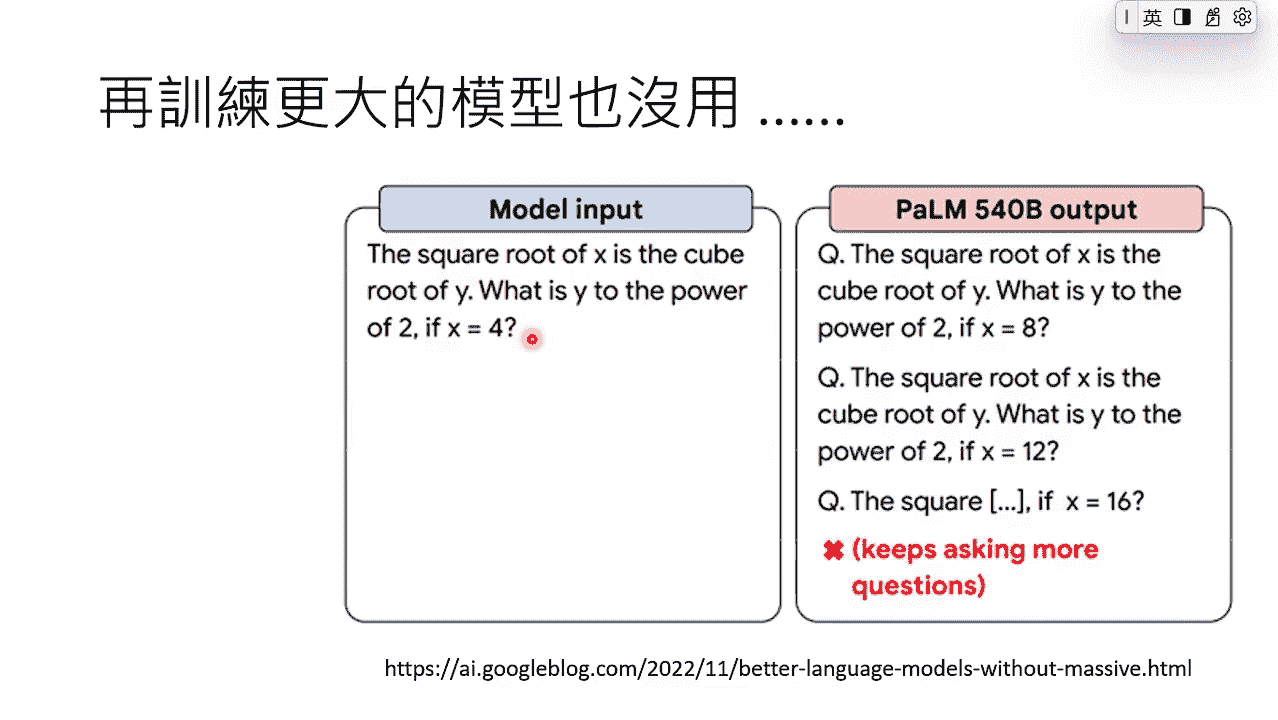 英
再訓練更大的模型也沒用 ......
Model input
The square root of x is the cube
root of y. What is y to the power
of 2, if x = 4?
PaLM 540B output
Q. The square root of x is the
cube root of y. What is y to the
power of 2, if x = 8?
Q. The square root of x is the
cube root of y. What is y to the
power of 2, if x = 12?
Q. The square [...], if x = 16?
✖ (keeps asking more
questions)
https://ai.googleblog.com/2022/11/better-language-models-without-massive.html